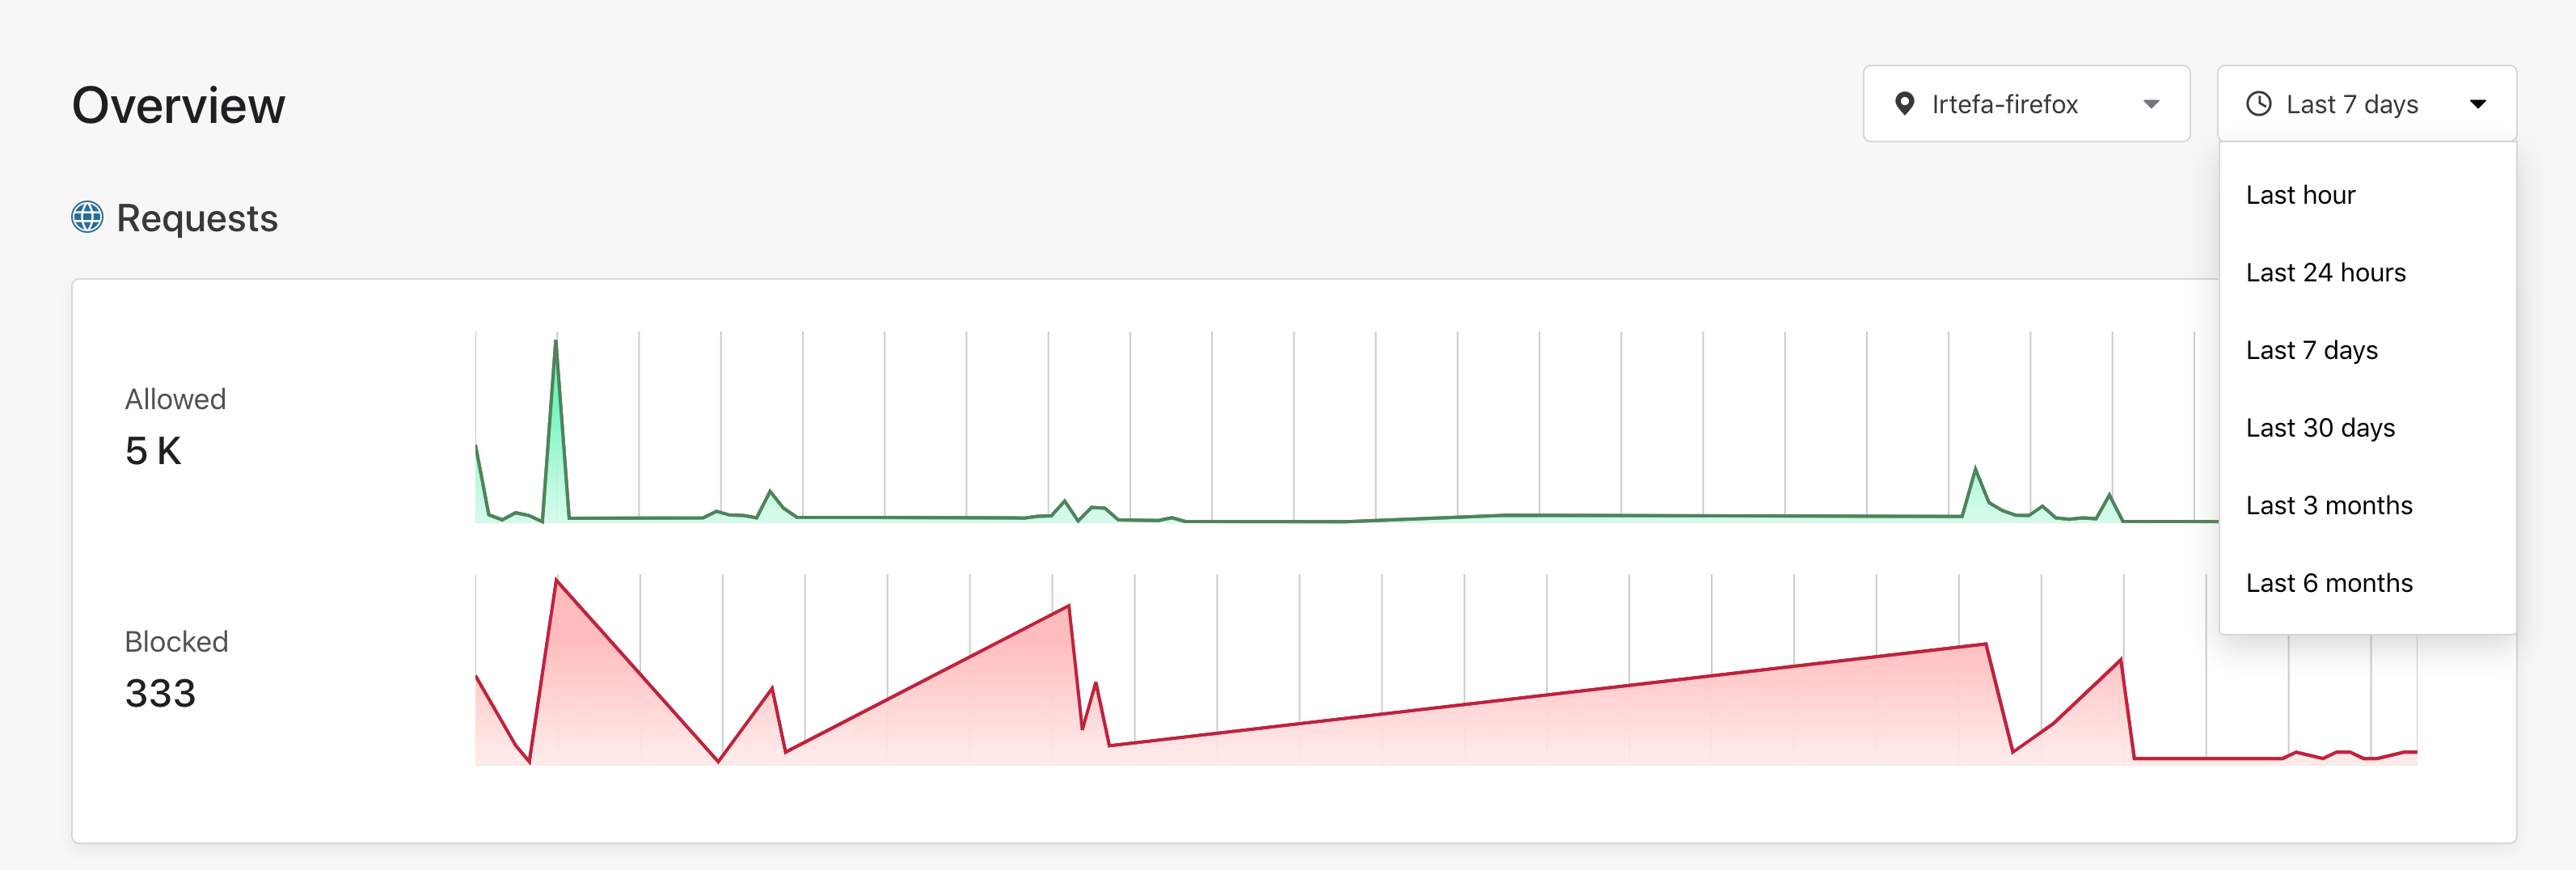 Overview
Irtefa-firefox
Last 7 days
Last hour
Last 24 hours
Last 7 days
Last 30 days
Last 3 months
Last 6 months
Requests
Allowed
5 K
Blocked
333